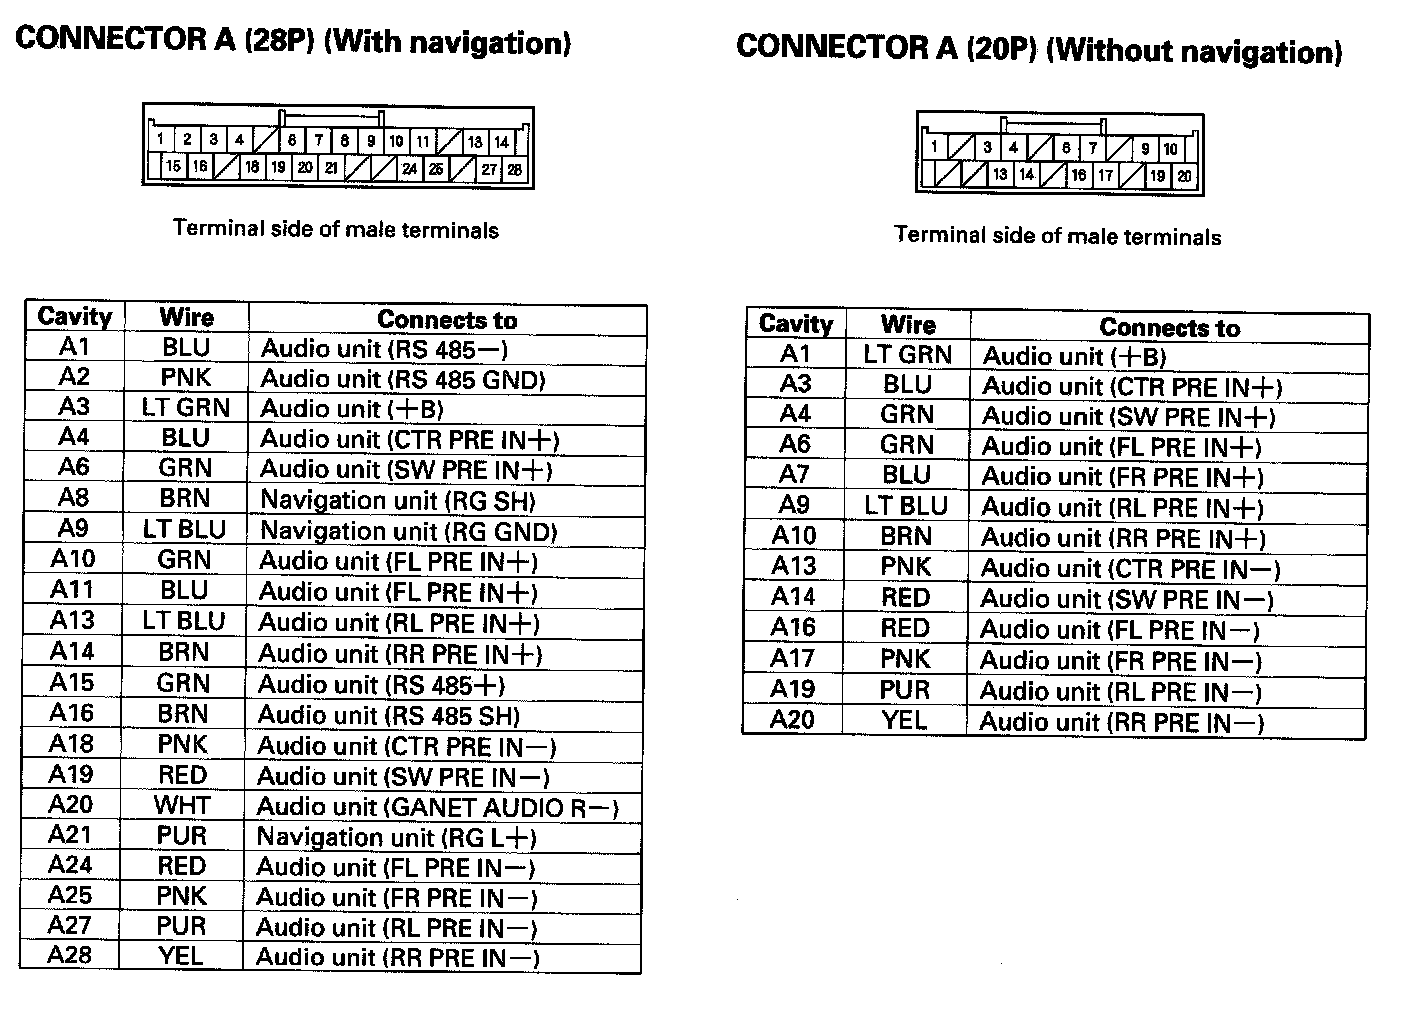 CONNECTOR A (28P) (With navigation)
1 2 3 4 6 7 8 9 10 11 13 14
15 16 18 19 20 21 24 25 27 28
Terminal side of male terminals
Cavity Wire Connects to
A1 BLU Audio unit (RS 485−)
A2 PNK Audio unit (RS 485 GND)
A3 LT GRN Audio unit (+B)
A4 BLU Audio unit (CTR PRE IN+)
A6 GRN Audio unit (SW PRE IN+)
A8 BRN Navigation unit (RG SH)
A9 LT BLU Navigation unit (RG GND)
A10 GRN Audio unit (FL PRE IN+)
A11 BLU Audio unit (FL PRE IN+)
A13 LT BLU Audio unit (RL PRE IN+)
A14 BRN Audio unit (RR PRE IN+)
A15 GRN Audio unit (RS 485+)
A16 BRN Audio unit (RS 485 SH)
A18 PNK Audio unit (CTR PRE IN−)
A19 RED Audio unit (SW PRE IN−)
A20 WHT Audio unit (GANET AUDIO R−)
A21 PUR Navigation unit (RG L+)
A24 RED Audio unit (FL PRE IN−)
A25 PNK Audio unit (FR PRE IN−)
A27 PUR Audio unit (RL PRE IN−)
A28 YEL Audio unit (RR PRE IN−)
CONNECTOR A (20P) (Without navigation)
1 3 4 6 7 9 10
13 14 16 17 19 20
Terminal side of male terminals
Cavity Wire Connects to
A1 LT GRN Audio unit (+B)
A3 BLU Audio unit (CTR PRE IN+)
A4 GRN Audio unit (SW PRE IN+)
A6 GRN Audio unit (FL PRE IN+)
A7 BLU Audio unit (FR PRE IN+)
A9 LT BLU Audio unit (RL PRE IN+)
A10 BRN Audio unit (RR PRE IN+)
A13 PNK Audio unit (CTR PRE IN−)
A14 RED Audio unit (SW PRE IN−)
A16 RED Audio unit (FL PRE IN−)
A17 PNK Audio unit (FR PRE IN−)
A19 PUR Audio unit (RL PRE IN−)
A20 YEL Audio unit (RR PRE IN−)